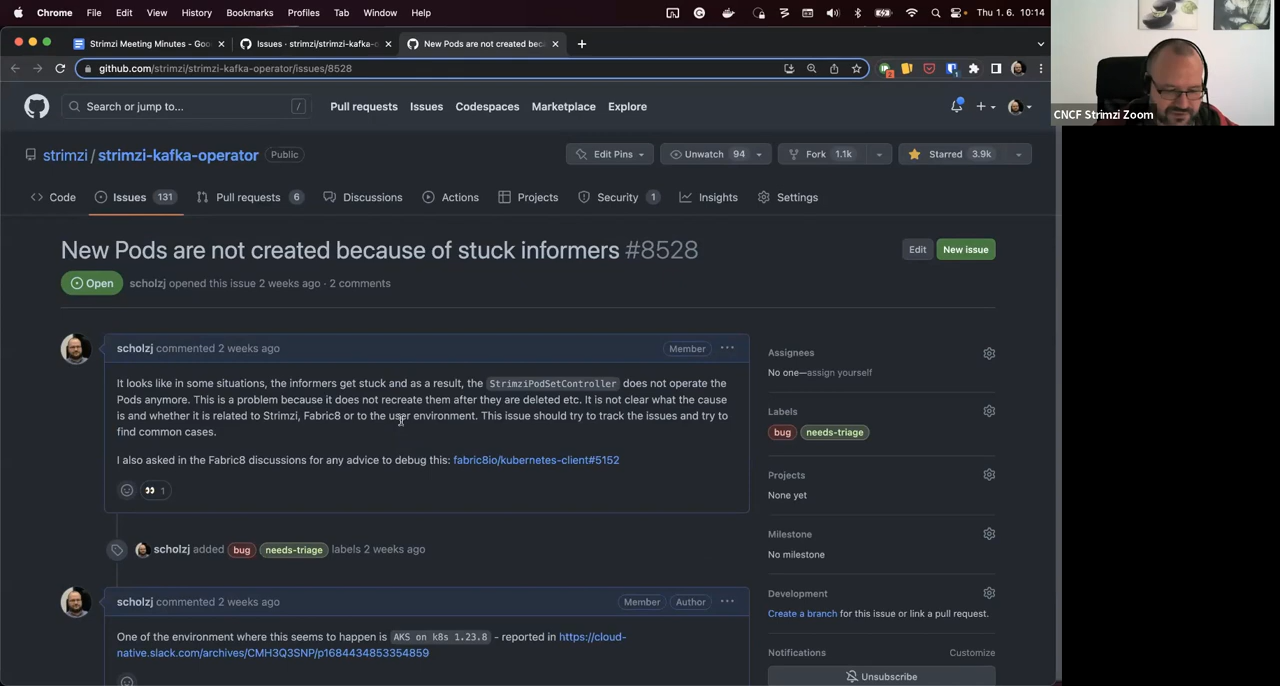 Chrome File Edit View History Bookmarks Profiles Tab Window Help Thu 1. 6. 10:14
Strimzi Meeting Minutes - Goo Issues · strimzi/strimzi-kafka-o New Pods are not created beca
github.com/strimzi/strimzi-kafka-operator/issues/8528
Search or jump to... / Pull requests Issues Codespaces Marketplace Explore
CNCF Strimzi Zoom
strimzi / strimzi-kafka-operator Public Edit Pins Unwatch 94 Fork 1.1k Starred 3.9k
Code Issues 131 Pull requests 6 Discussions Actions Projects Security 1 Insights Settings
New Pods are not created because of stuck informers #8528 Edit New issue
Open scholzj opened this issue 2 weeks ago · 2 comments
scholzj commented 2 weeks ago Member
It looks like in some situations, the informers get stuck and as a result, the StrimziPodSetController does not operate the
Pods anymore. This is a problem because it does not recreate them after they are deleted etc. It is not clear what the cause
is and whether it is related to Strimzi, Fabric8 or to the user environment. This issue should try to track the issues and try to
find common cases.
I also asked in the Fabric8 discussions for any advice to debug this: fabric8io/kubernetes-client#5152
1
scholzj added bug needs-triage labels 2 weeks ago
scholzj commented 2 weeks ago Member Author
One of the environment where this seems to happen is AKS on k8s 1.23.8 - reported in https://cloud-
native.slack.com/archives/CMH3Q3SNP/p1684434853354859
Assignees
No one—assign yourself
Labels
bug needs-triage
Projects
None yet
Milestone
No milestone
Development
Create a branch for this issue or link a pull request.
Notifications Customize
Unsubscribe